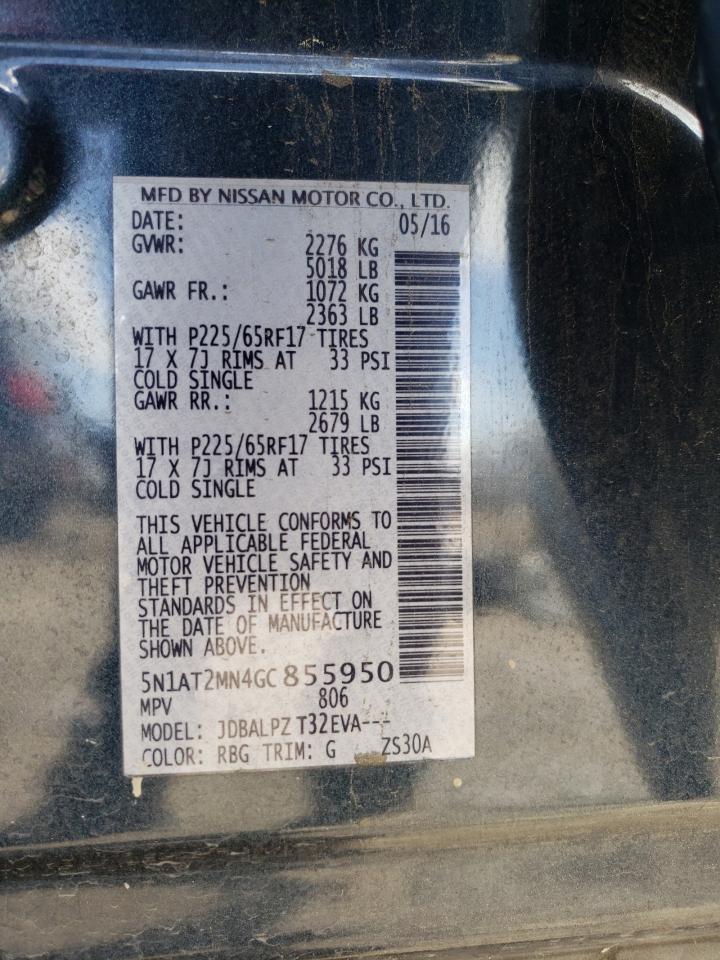 MFD BY NISSAN MOTOR CO., LTD.
DATE: 05/16
GVWR: 2276 KG
5018 LB
GAWR FR.: 1072 KG
2363 LB
WITH P225/65RF17 TIRES
17 X 7J RIMS AT 33 PSI
COLD SINGLE
GAWR RR.: 1215 KG
2679 LB
WITH P225/65RF17 TIRES
17 X 7J RIMS AT 33 PSI
COLD SINGLE
THIS VEHICLE CONFORMS TO
ALL APPLICABLE FEDERAL
MOTOR VEHICLE SAFETY AND
THEFT PREVENTION
STANDARDS IN EFFECT ON
THE DATE OF MANUFACTURE
SHOWN ABOVE.
5N1AT2MN4GC855950
MPV 806
MODEL: JDBALPZ T32EVA---
COLOR: RBG TRIM: G ZS30A